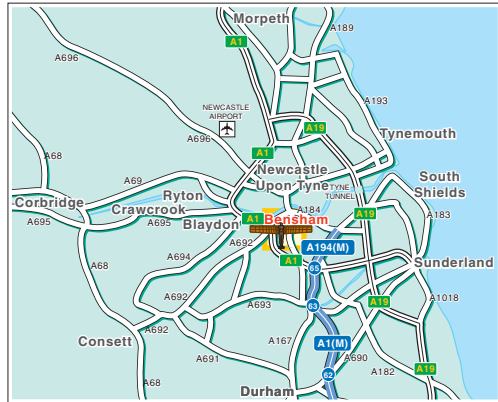 Morpeth
A189
A1
A696
A193
NEWCASTLE
AIRPORT
A19
Tynemouth
A696
A1
A68
Newcastle
Upon Tyne
South
Shields
A69
TYNE
TUNNEL
Ryton
Corbridge
Crawcrook
A184
A19
A183
A695
A695
Blaydon
A1
Bensham
A692
A194(M)
A694
A1
65
Sunderland
A68
A692
A693
63
A19
A1018
A692
Consett
A167
A1(M)
A691
A690
A19
A182
62
A68
Durham